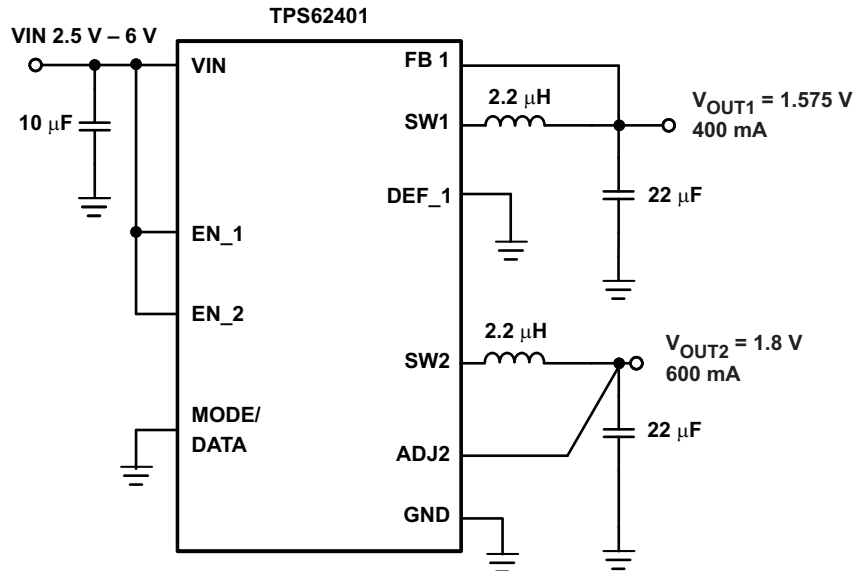 TPS62401
VIN 2.5 V – 6 V
VIN
FB 1
2.2 μH
V_OUT1 = 1.575 V
400 mA
10 μF
SW1
DEF_1
22 μF
EN_1
EN_2
2.2 μH
SW2
V_OUT2 = 1.8 V
600 mA
MODE/
DATA
22 μF
ADJ2
GND